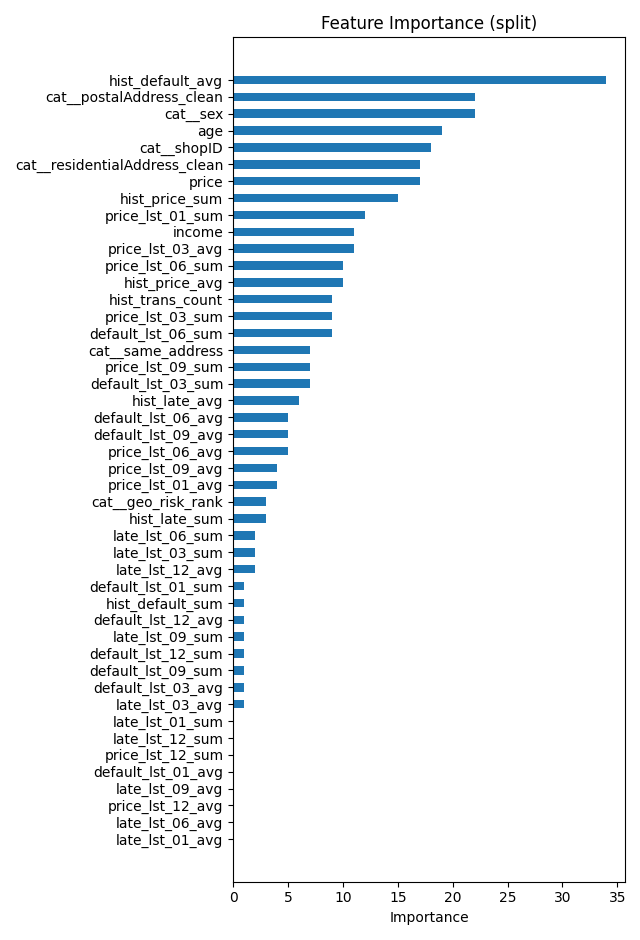 Feature Importance (split)
hist_default_avg
cat__postalAddress_clean
cat__sex
age
cat__shopID
cat__residentialAddress_clean
price
hist_price_sum
price_lst_01_sum
income
price_lst_03_avg
price_lst_06_sum
hist_price_avg
hist_trans_count
price_lst_03_sum
default_lst_06_sum
cat__same_address
price_lst_09_sum
default_lst_03_sum
hist_late_avg
default_lst_06_avg
default_lst_09_avg
price_lst_06_avg
price_lst_09_avg
price_lst_01_avg
cat__geo_risk_rank
hist_late_sum
late_lst_06_sum
late_lst_03_sum
late_lst_12_avg
default_lst_01_sum
hist_default_sum
default_lst_12_avg
late_lst_09_sum
default_lst_12_sum
default_lst_09_sum
default_lst_03_avg
late_lst_03_avg
late_lst_01_sum
late_lst_12_sum
price_lst_12_sum
default_lst_01_avg
late_lst_09_avg
price_lst_12_avg
late_lst_06_avg
late_lst_01_avg
0 5 10 15 20 25 30 35
Importance